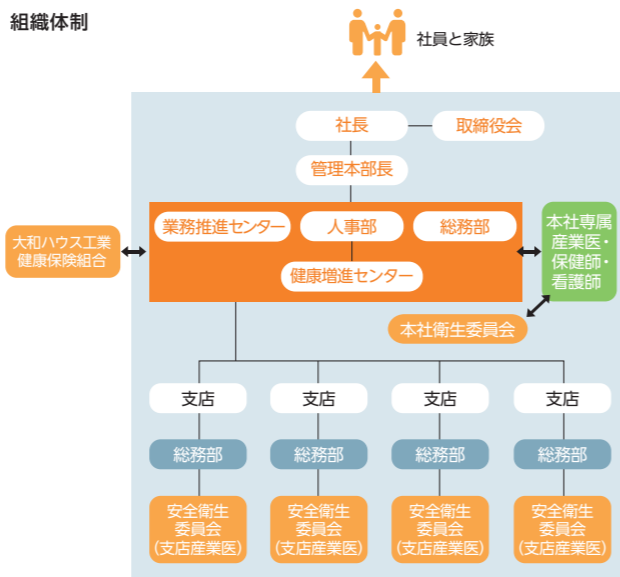 組織体制
社員と家族
社長
取締役会
管理本部長
業務推進センター
人事部
総務部
健康増進センター
大和ハウス工業
健康保険組合
本社専属
産業医・
保健師・
看護師
本社衛生委員会
支店
支店
支店
支店
総務部
総務部
総務部
総務部
安全衛生
委員会
(支店産業医)
安全衛生
委員会
(支店産業医)
安全衛生
委員会
(支店産業医)
安全衛生
委員会
(支店産業医)